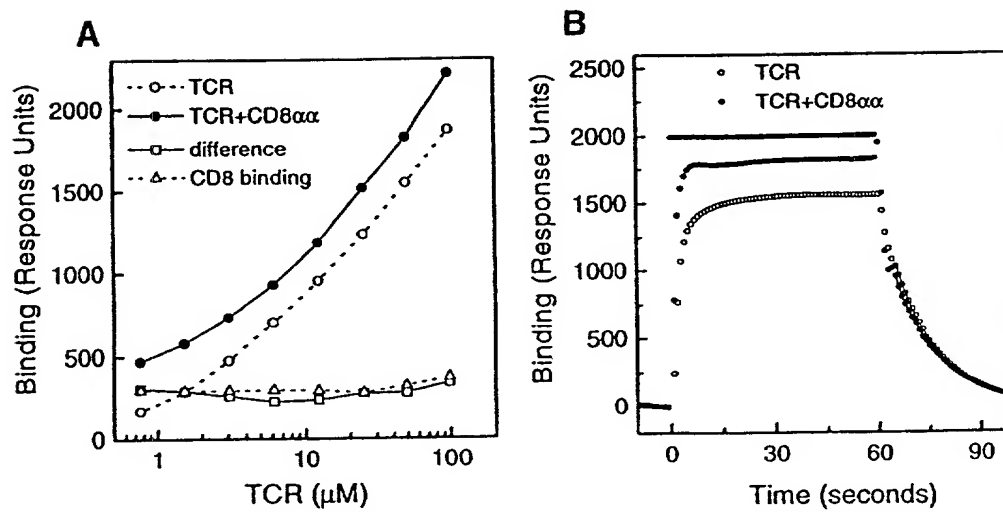 A
Binding (Response Units)
2000
1500
1000
500
0
TCR
TCR+CD8αα
difference
CD8 binding
1
10
100
TCR (μM)
B
Binding (Response Units)
2500
2000
1500
1000
500
0
TCR
TCR+CD8αα
0
30
60
90
Time (seconds)